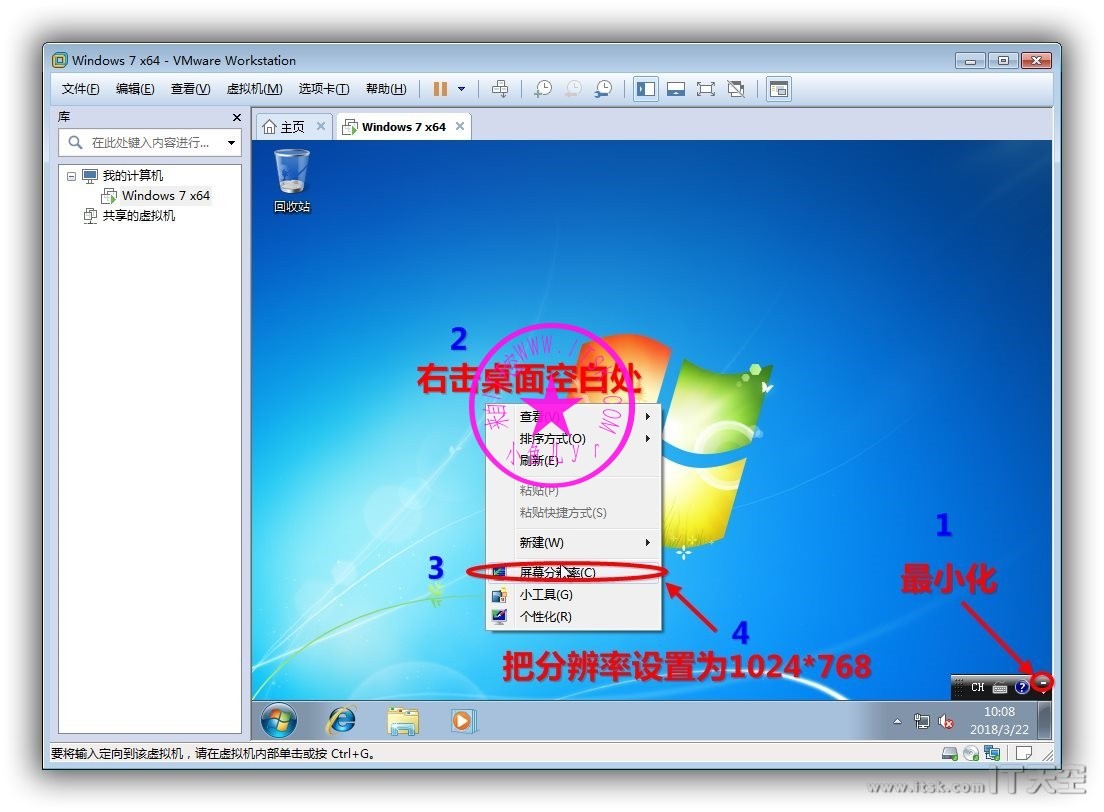 Windows 7 x64 - VMware Workstation
文件(F) 编辑(E) 查看(V) 虚拟机(M) 选项卡(T) 帮助(H)
库
在此处键入内容进行...
我的计算机
Windows 7 x64
共享的虚拟机
主页 Windows 7 x64
回收站
2
右击桌面空白处
WWW.
COM
小鱼儿yr
查看(V)
排序方式(O)
刷新(E)
粘贴(P)
粘贴快捷方式(S)
新建(W)
3
屏幕分辨率(C)
小工具(G)
个性化(R)
1
最小化
4
把分辨率设置为1024*768
CH
10:08
2018/3/22
要将输入定向到该虚拟机，请在虚拟机内部单击或按 Ctrl+G。
www.itsk.com IT天空